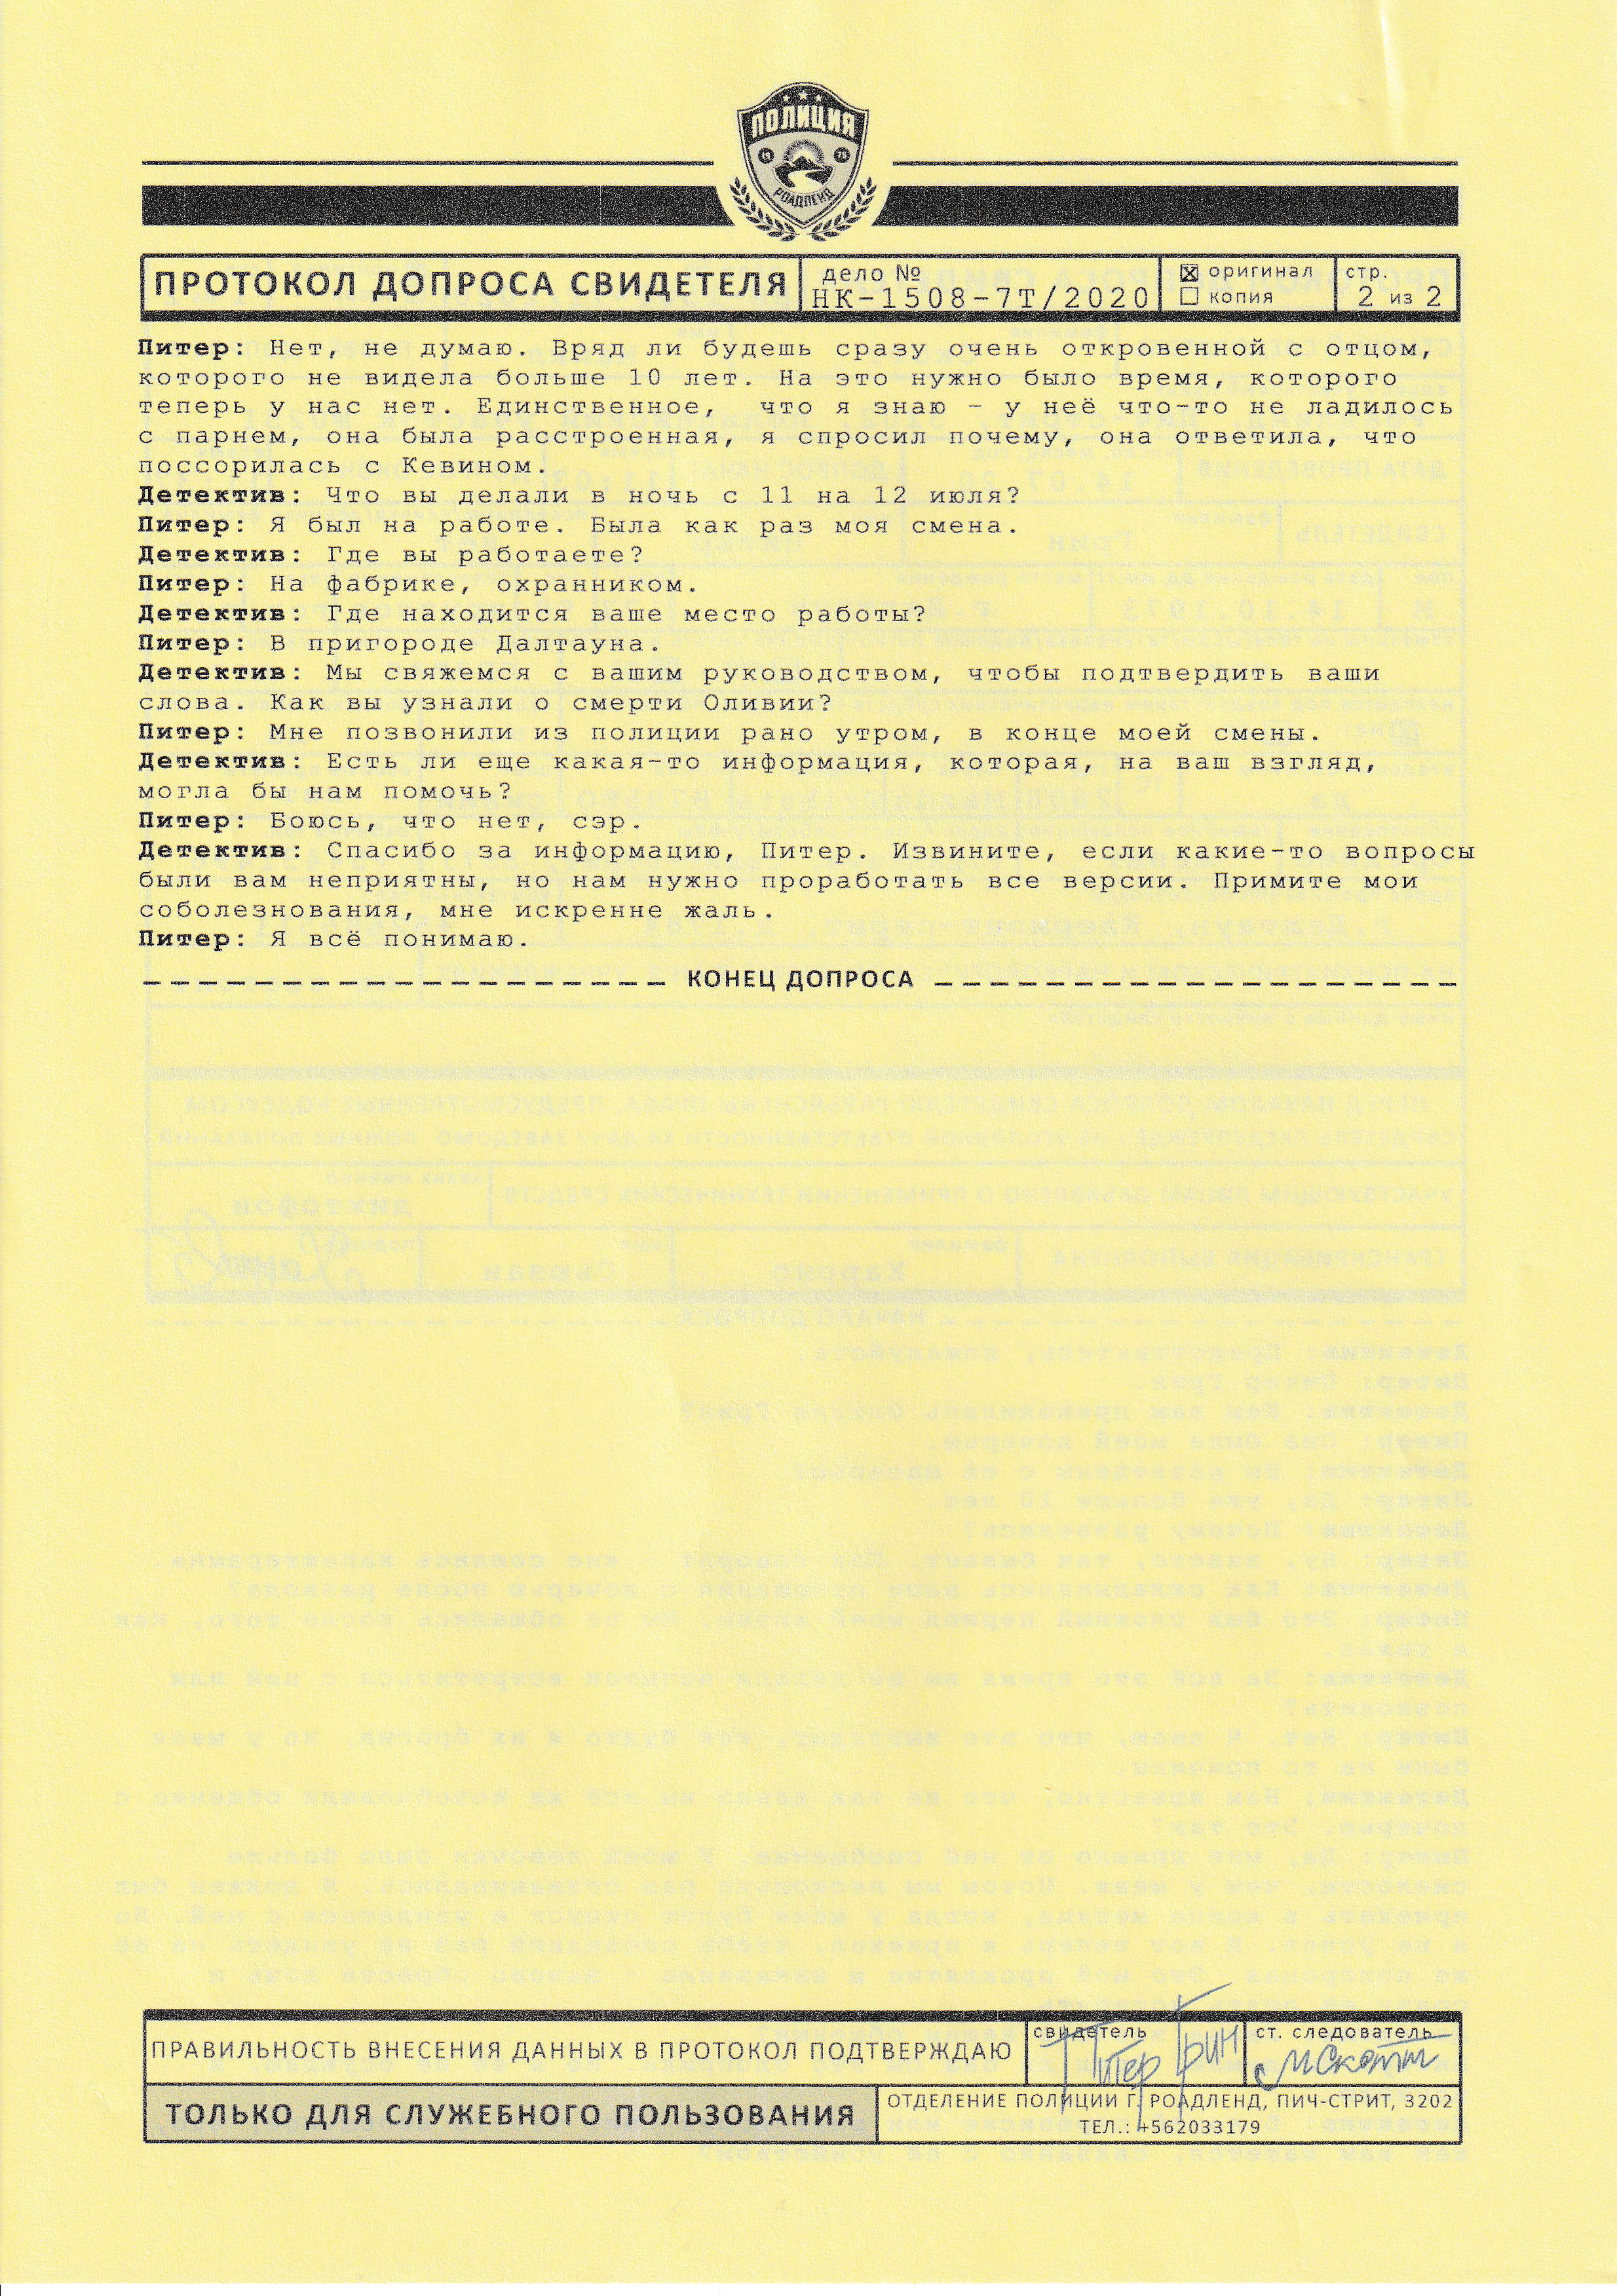 ПОЛИЦИЯ
19 75
РОАДЛЕНД
ПРОТОКОЛ ДОПРОСА СВИДЕТЕЛЯ
дело №
НК-1508-7Т/2020
☒ оригинал
☐ копия
стр.
2 из 2
Питер: Нет, не думаю. Вряд ли будешь сразу очень откровенной с отцом,
которого не видела больше 10 лет. На это нужно было время, которого
теперь у нас нет. Единственное, что я знаю – у неё что-то не ладилось
с парнем, она была расстроенная, я спросил почему, она ответила, что
поссорилась с Кевином.
Детектив: Что вы делали в ночь с 11 на 12 июля?
Питер: Я был на работе. Была как раз моя смена.
Детектив: Где вы работаете?
Питер: На фабрике, охранником.
Детектив: Где находится ваше место работы?
Питер: В пригороде Далтауна.
Детектив: Мы свяжемся с вашим руководством, чтобы подтвердить ваши
слова. Как вы узнали о смерти Оливии?
Питер: Мне позвонили из полиции рано утром, в конце моей смены.
Детектив: Есть ли еще какая-то информация, которая, на ваш взгляд,
могла бы нам помочь?
Питер: Боюсь, что нет, сэр.
Детектив: Спасибо за информацию, Питер. Извините, если какие-то вопросы
были вам неприятны, но нам нужно проработать все версии. Примите мои
соболезнования, мне искренне жаль.
Питер: Я всё понимаю.
КОНЕЦ ДОПРОСА
ПРАВИЛЬНОСТЬ ВНЕСЕНИЯ ДАННЫХ В ПРОТОКОЛ ПОДТВЕРЖДАЮ
свидетель
Питер Грин
ст. следователь
МСкотт
ТОЛЬКО ДЛЯ СЛУЖЕБНОГО ПОЛЬЗОВАНИЯ
ОТДЕЛЕНИЕ ПОЛИЦИИ Г. РОАДЛЕНД, ПИЧ-СТРИТ, 3202
ТЕЛ.: +562033179